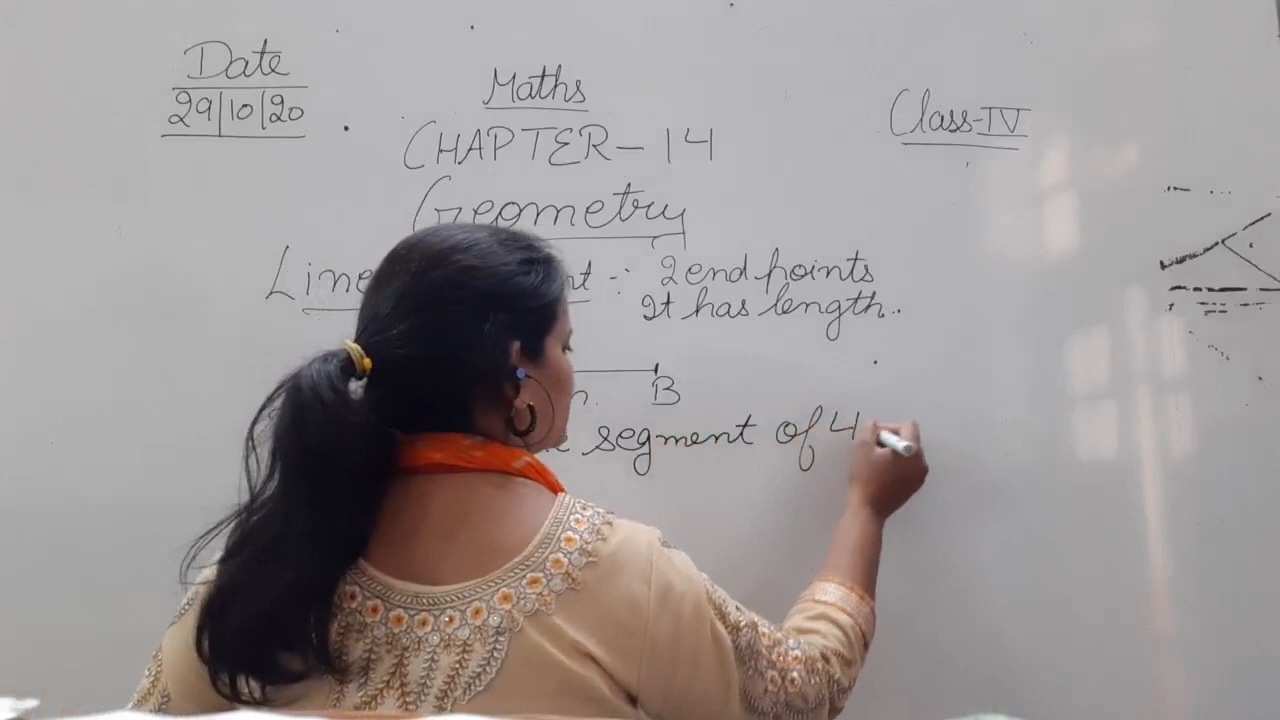 Date
29/10/20
Maths
Class-IV
CHAPTER-14
Geometry
Line nt :- 2 end points
It has length.
B
segment of 4